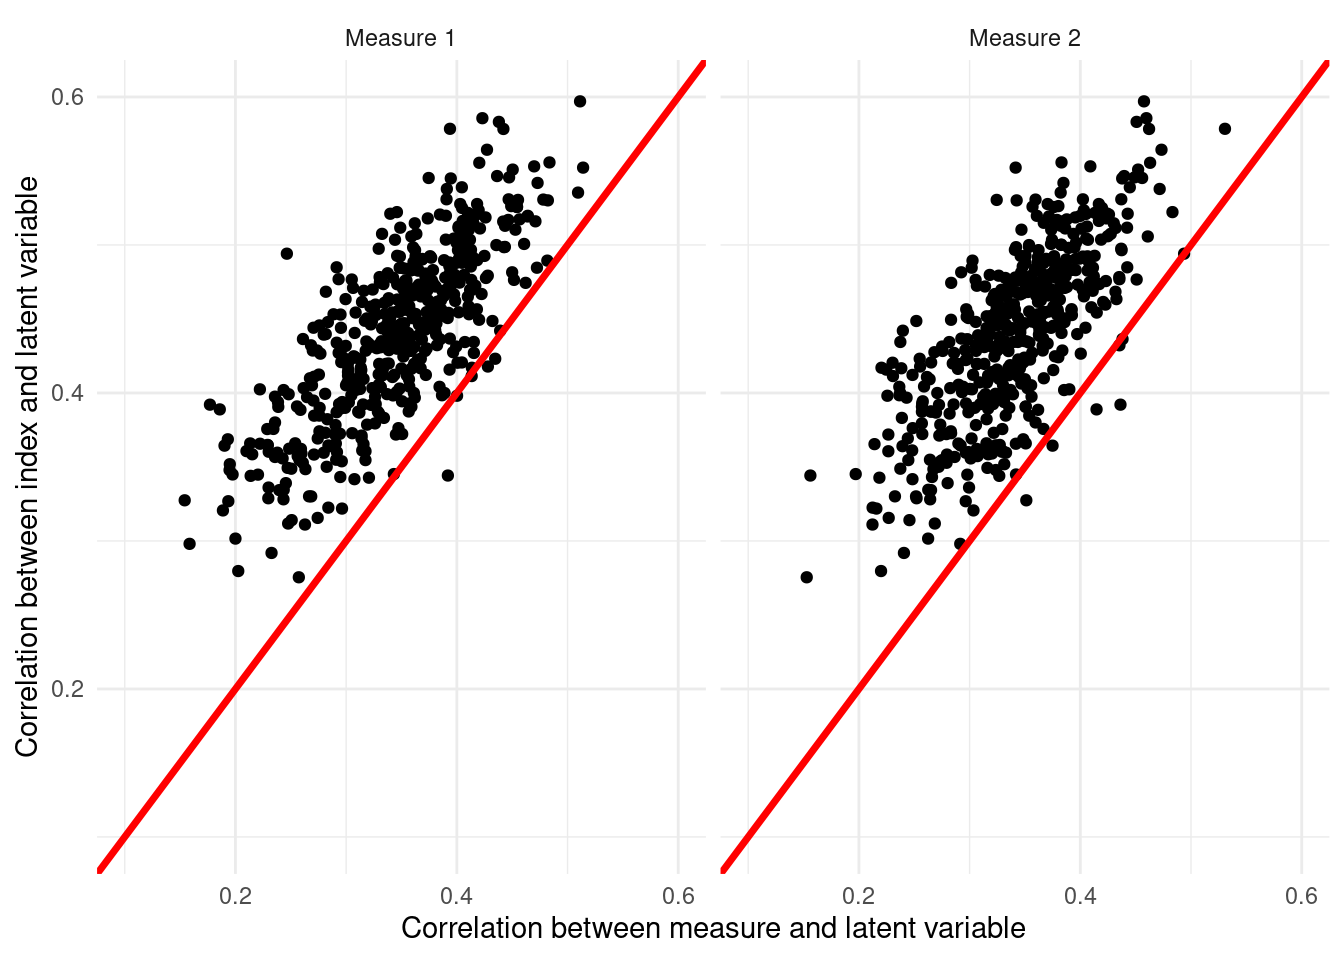 Measure 1
Measure 2
0.6
0.4
0.2
Correlation between index and latent variable
0.2
0.4
0.6
0.2
0.4
0.6
Correlation between measure and latent variable